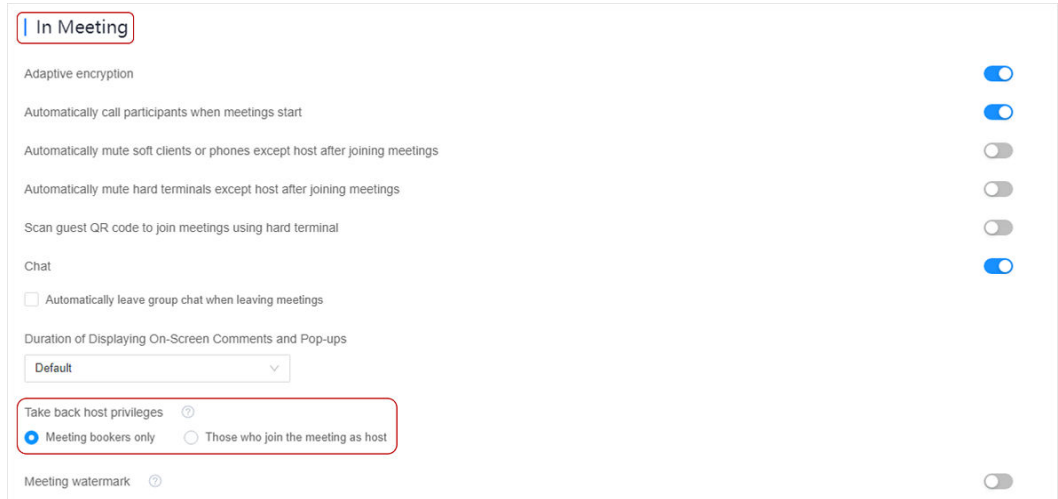 In Meeting
Adaptive encryption
Automatically call participants when meetings start
Automatically mute soft clients or phones except host after joining meetings
Automatically mute hard terminals except host after joining meetings
Scan guest QR code to join meetings using hard terminal
Chat
Automatically leave group chat when leaving meetings
Duration of Displaying On-Screen Comments and Pop-ups
Default
Take back host privileges ?
Meeting bookers only Those who join the meeting as host
Meeting watermark ?